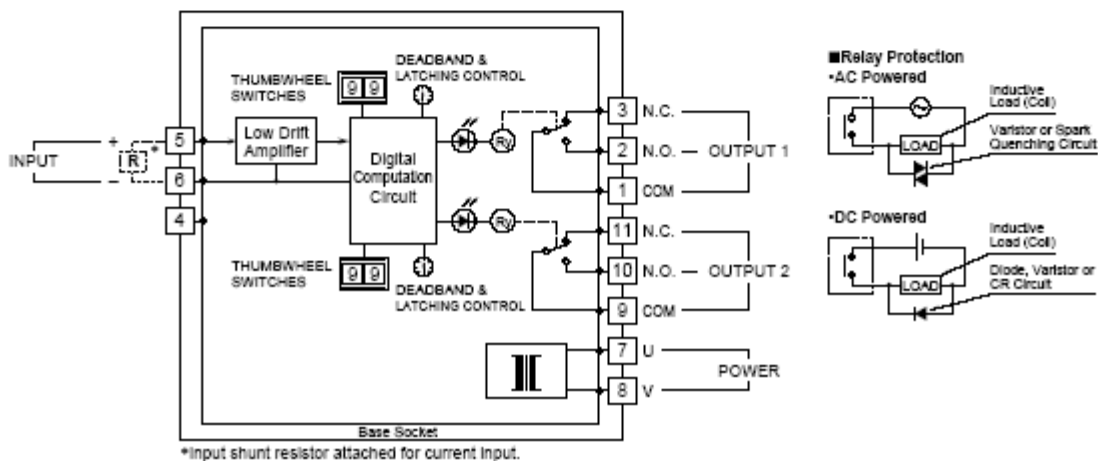 THUMBWHEEL
SWITCHES
9 9
DEADBAND &
LATCHING CONTROL
INPUT
+
R
*
−
5
6
4
Low Drift
Amplifier
Digital
Computation
Circuit
Ry
Ry
3 N.C.
2 N.O. OUTPUT 1
1 COM
11 N.C.
10 N.O. OUTPUT 2
9 COM
THUMBWHEEL
SWITCHES
9 9
DEADBAND &
LATCHING CONTROL
7 U
8 V
POWER
Base Socket
*Input shunt resistor attached for current input.
■Relay Protection
•AC Powered
Inductive
Load (Coil)
LOAD
Varistor or Spark
Quenching Circuit
•DC Powered
Inductive
Load (Coil)
LOAD
Diode, Varistor or
CR Circuit